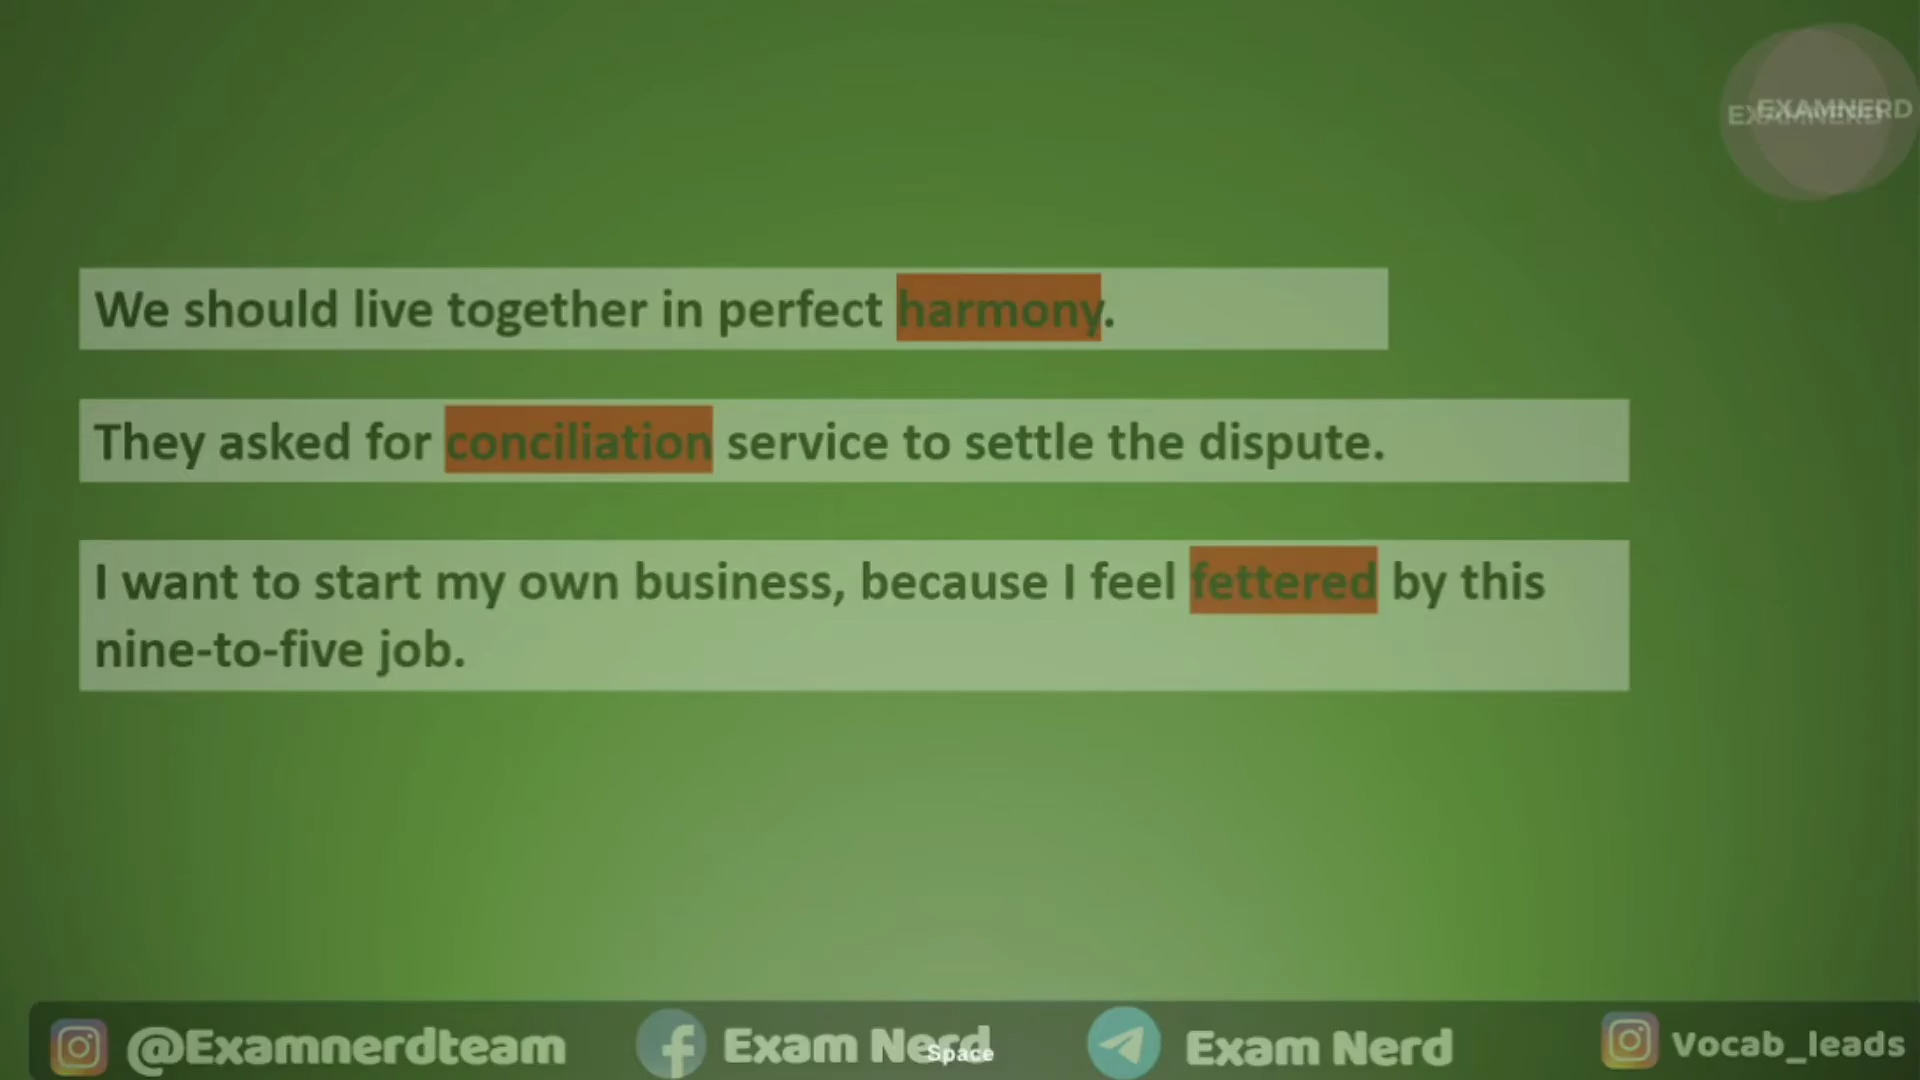 EXAMNERD
EXAMNERD
We should live together in perfect harmony.
They asked for conciliation service to settle the dispute.
I want to start my own business, because I feel fettered by this
nine-to-five job.
@Examnerdteam
Exam Nerd
Space
Exam Nerd
Vocab_leads